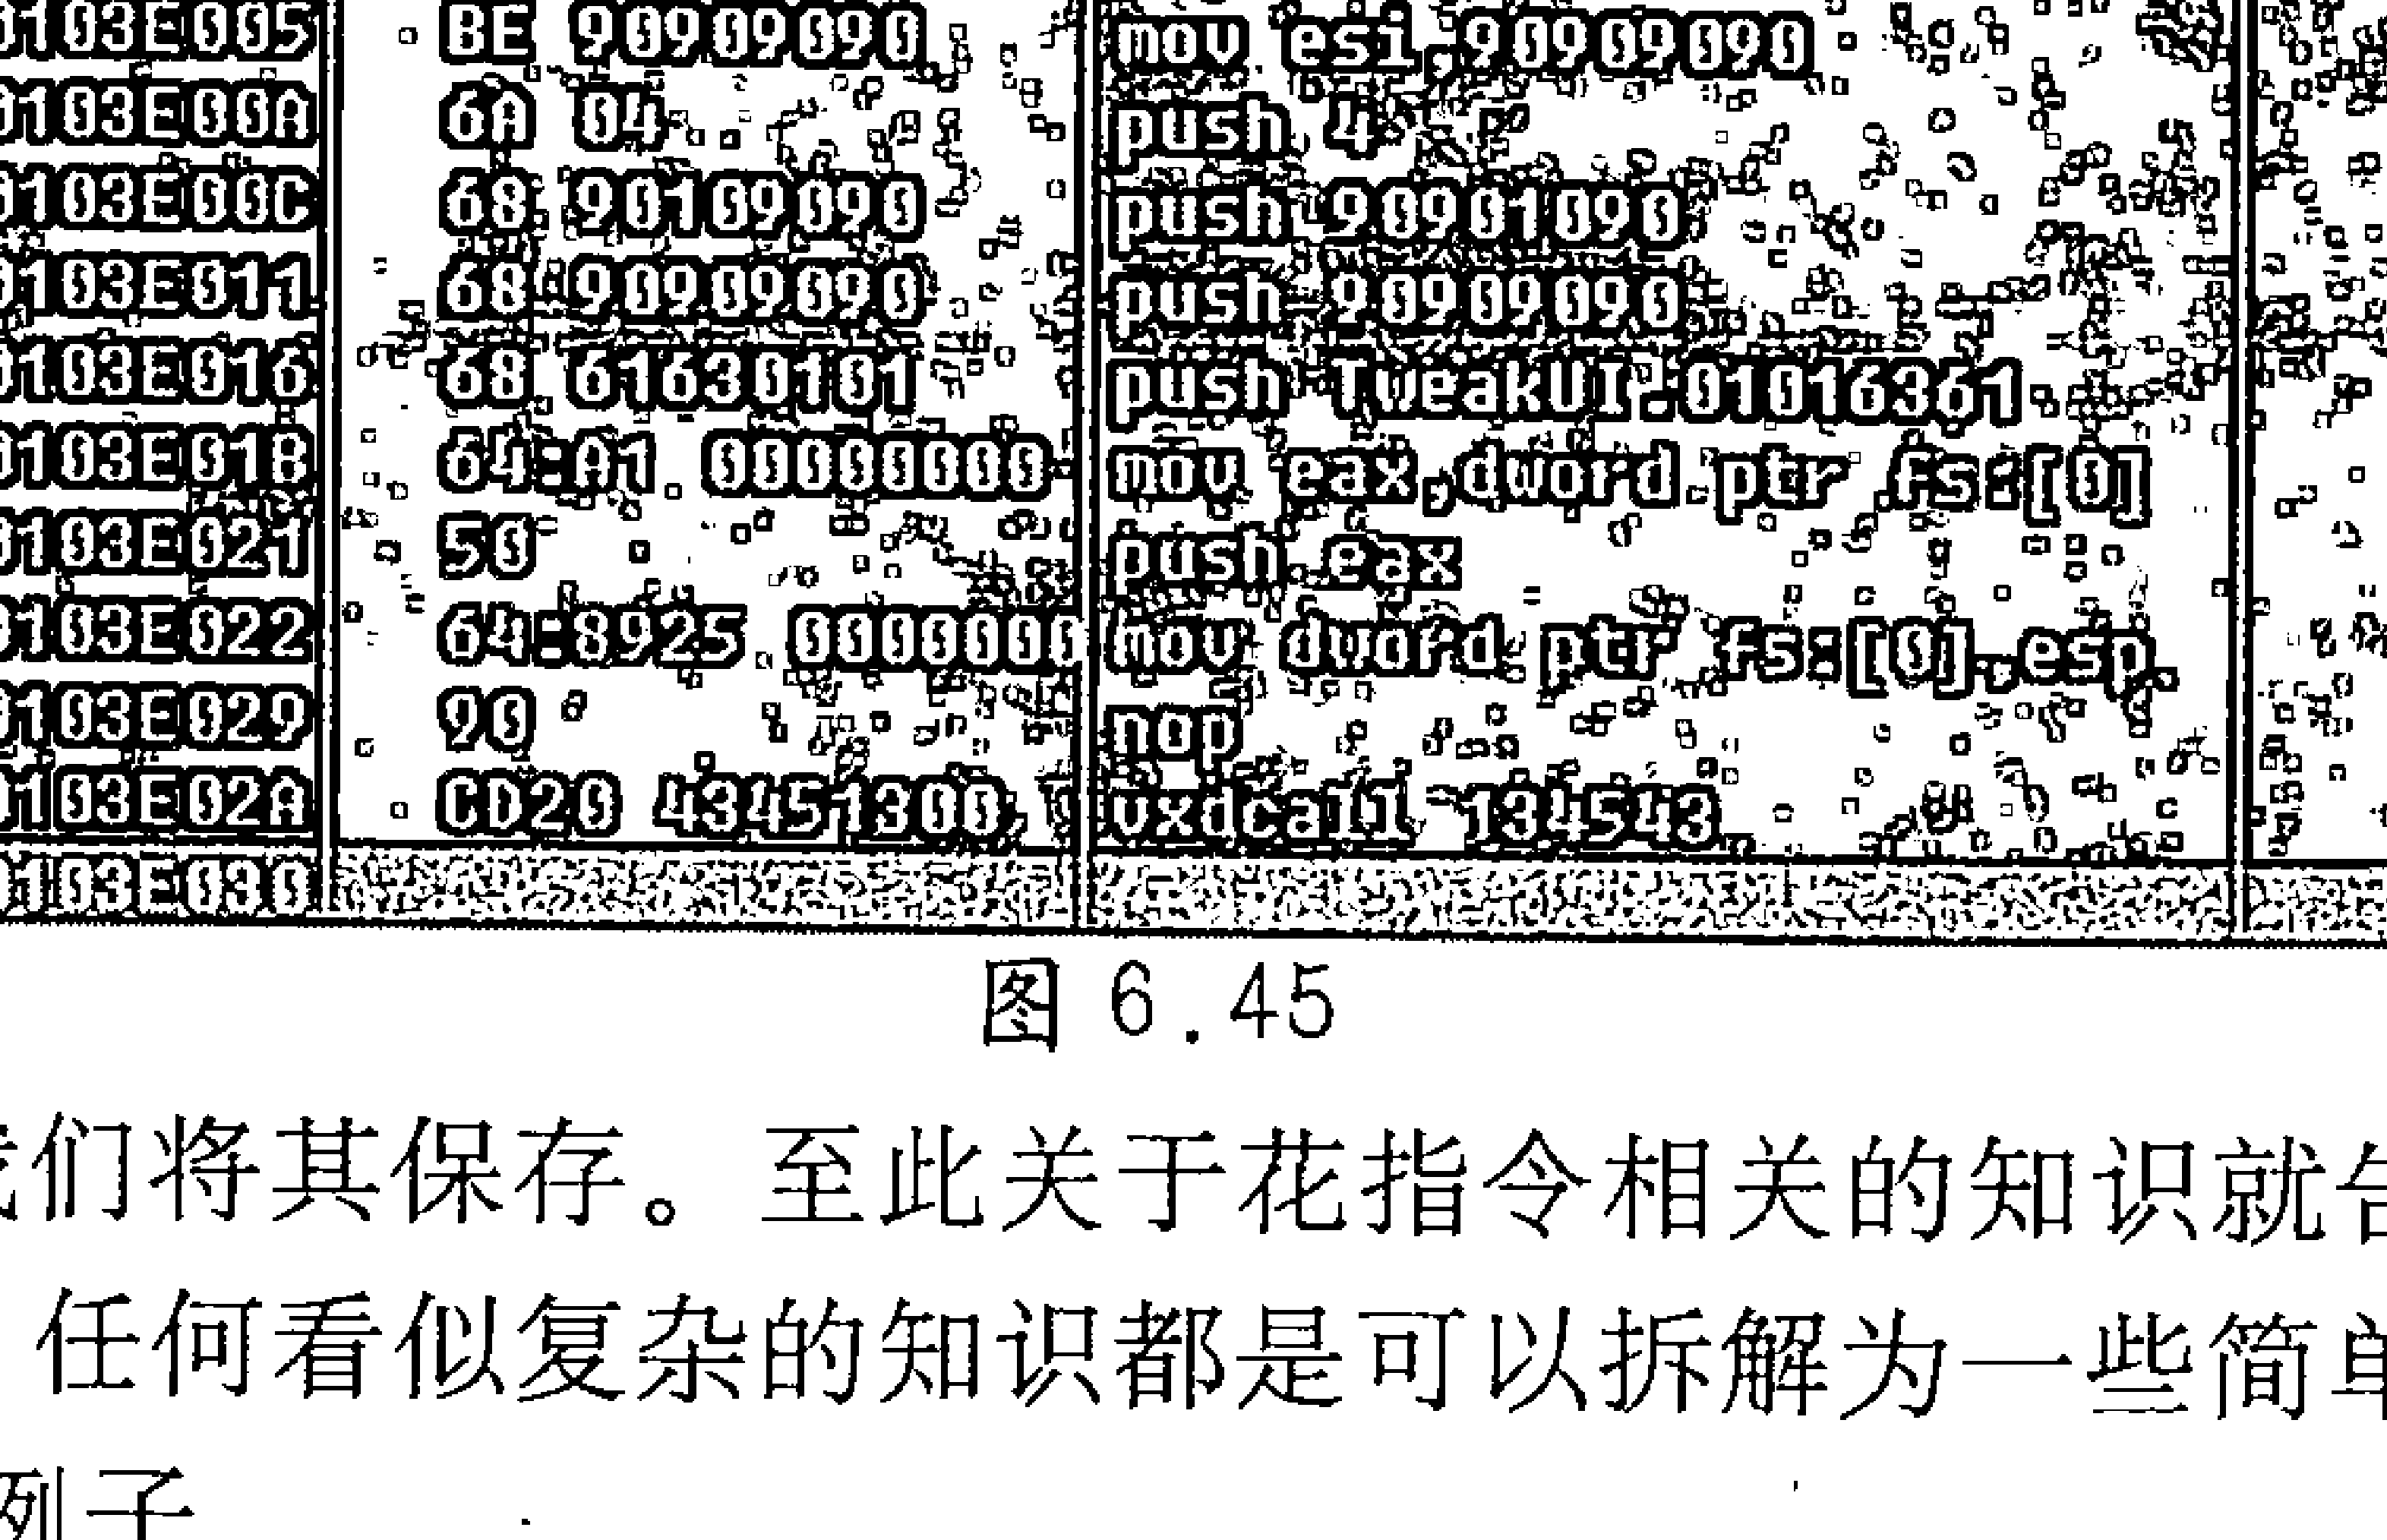 0103E005 BE 90909090 mov esi,90909090
0103E00A 6A 04 push 4
0103E00C 68 90109090 push 90901090
0103E011 68 90909090 push 90909090
0103E016 68 61630101 push TweakUI.01016361
0103E01B 64:A1 00000000 mov eax,dword ptr fs:[0]
0103E021 50 push eax
0103E022 64:8925 0000000 mov dword ptr fs:[0],esp
0103E029 90 nop
0103E02A CD20 43451300 vxdcall 134543
0103E030
图 6.45
我们将其保存。至此关于花指令相关的知识就告
任何看似复杂的知识都是可以拆解为一些简单
例子